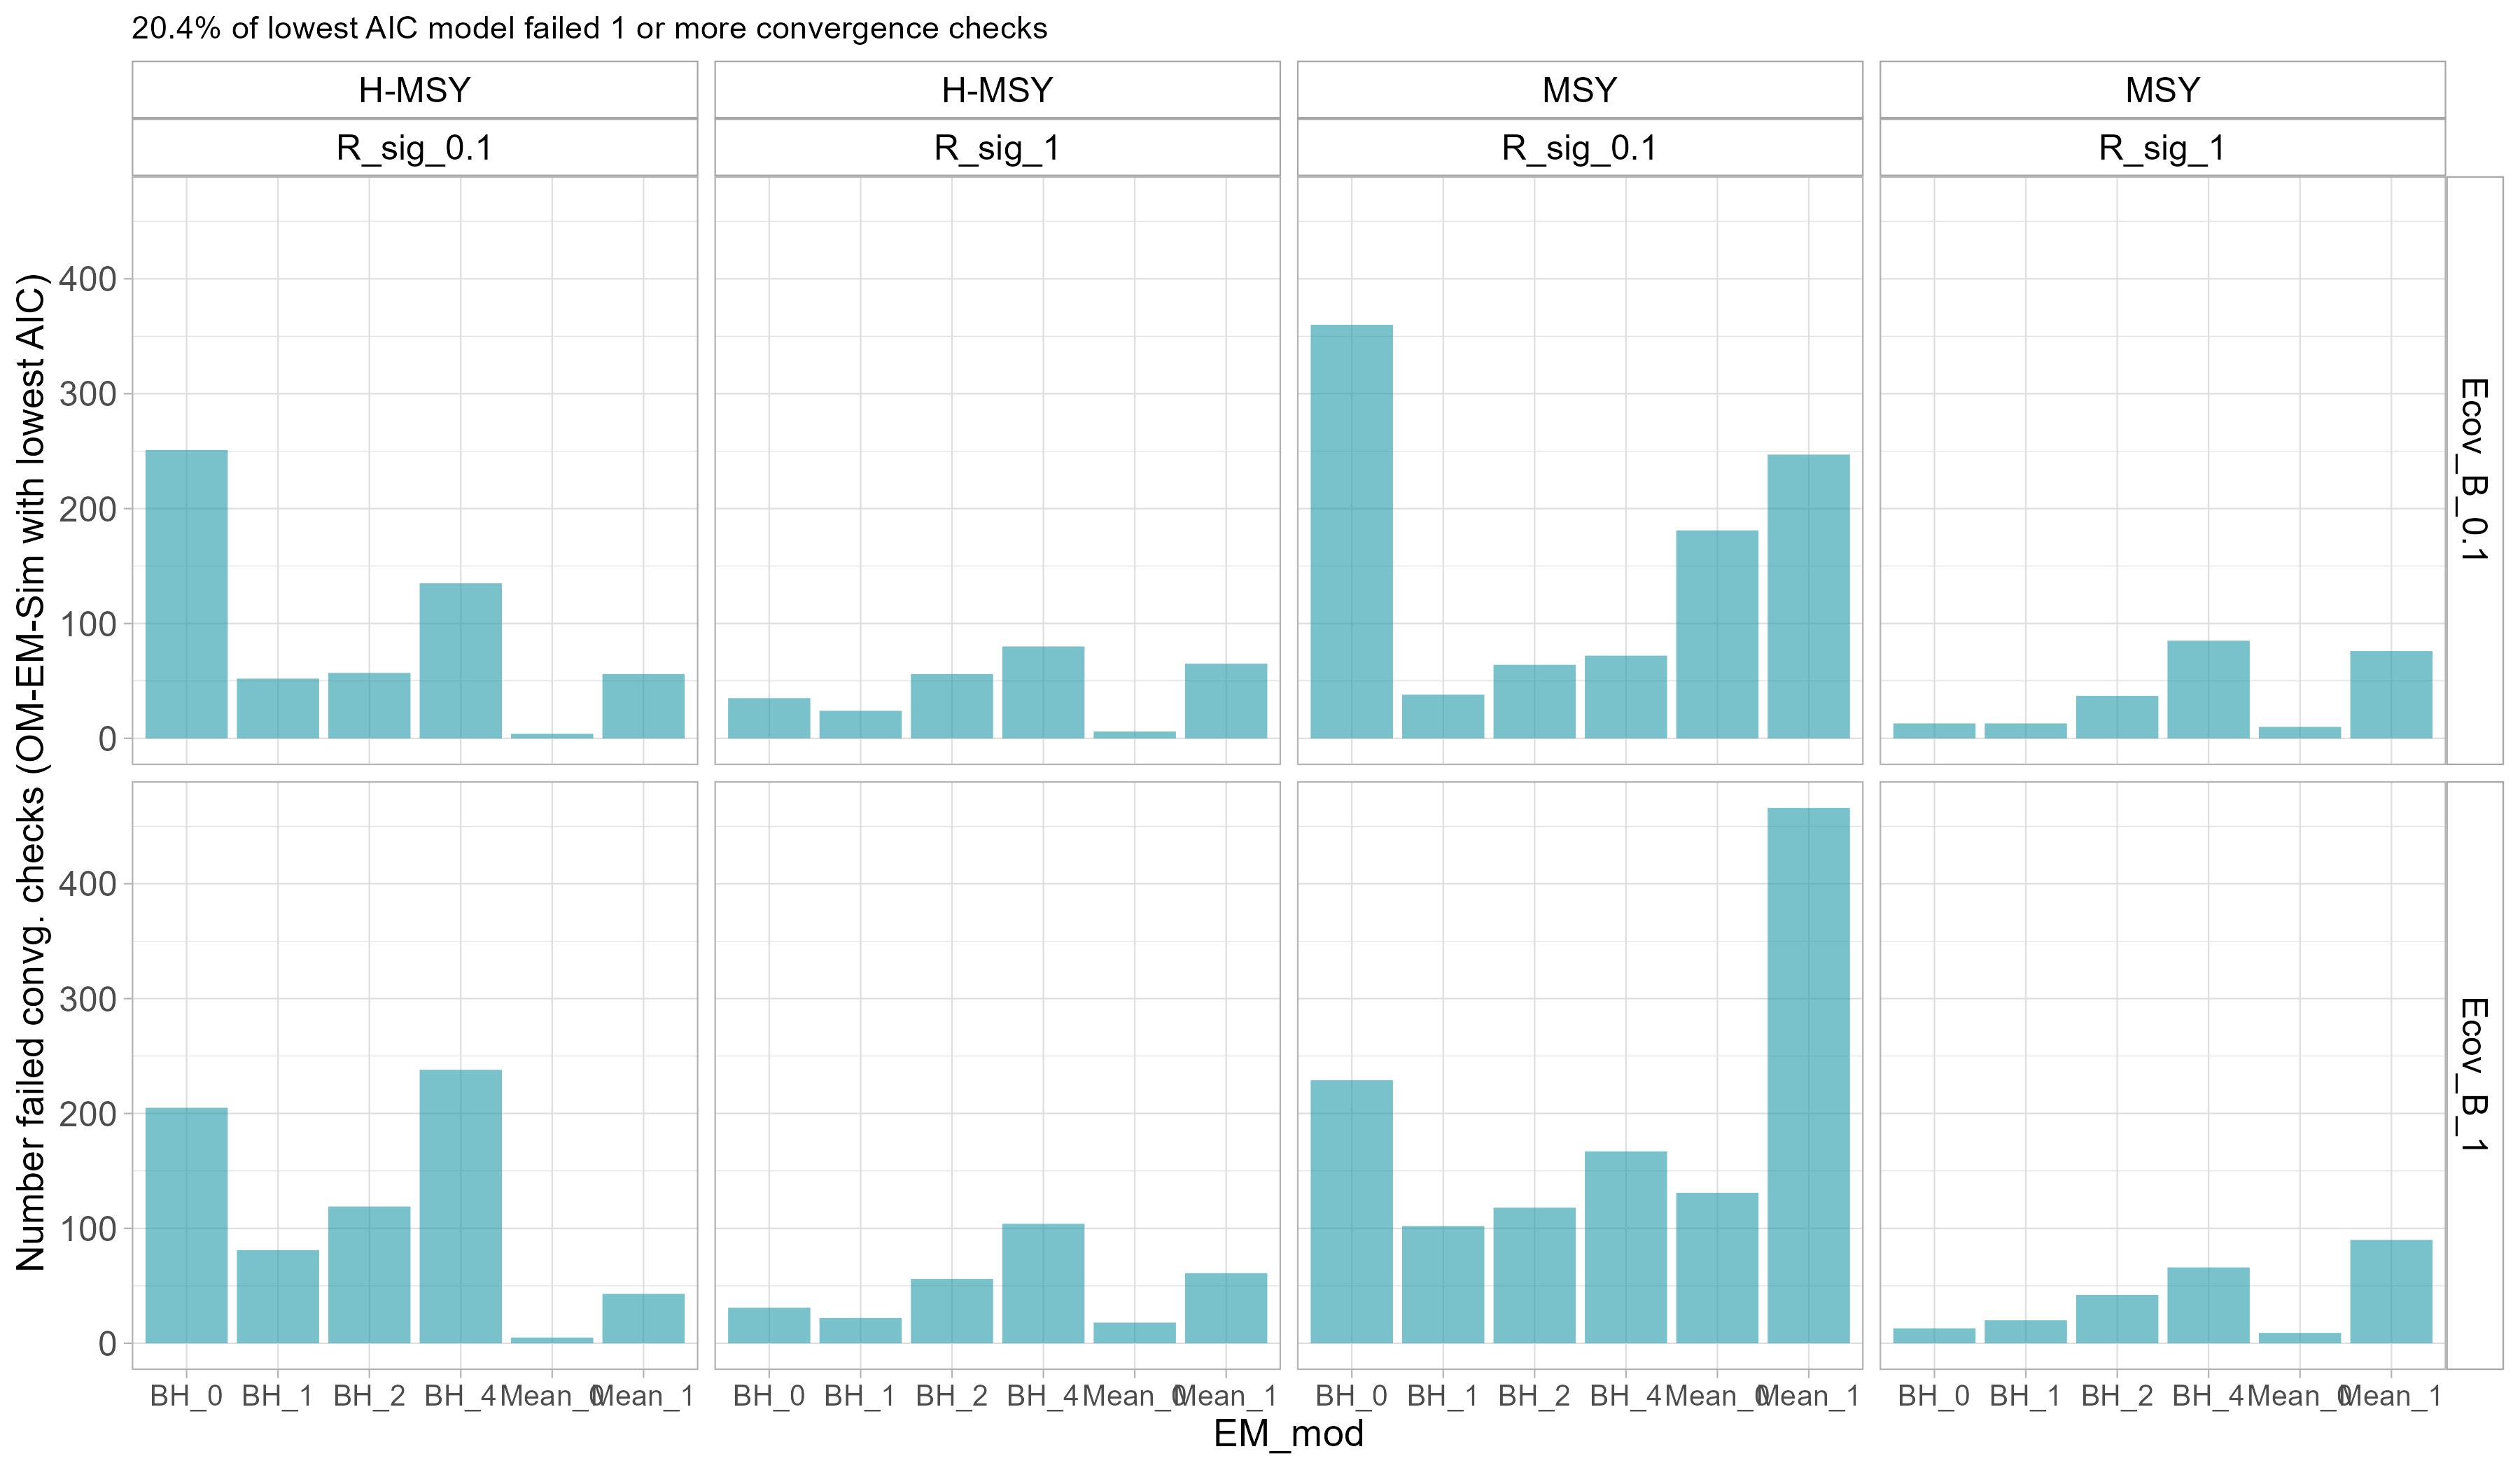 20.4% of lowest AIC model failed 1 or more convergence checks
H-MSY H-MSY MSY MSY
R_sig_0.1 R_sig_1 R_sig_0.1 R_sig_1
Number failed convg. checks (OM-EM-Sim with lowest AIC)
400
300
200
100
0
Ecov_B_0.1
400
300
200
100
0
Ecov_B_1
BH_0 BH_1 BH_2 BH_4 Mean_0 Mean_1 BH_0 BH_1 BH_2 BH_4 Mean_0 Mean_1 BH_0 BH_1 BH_2 BH_4 Mean_0 Mean_1 BH_0 BH_1 BH_2 BH_4 Mean_0 Mean_1
EM_mod